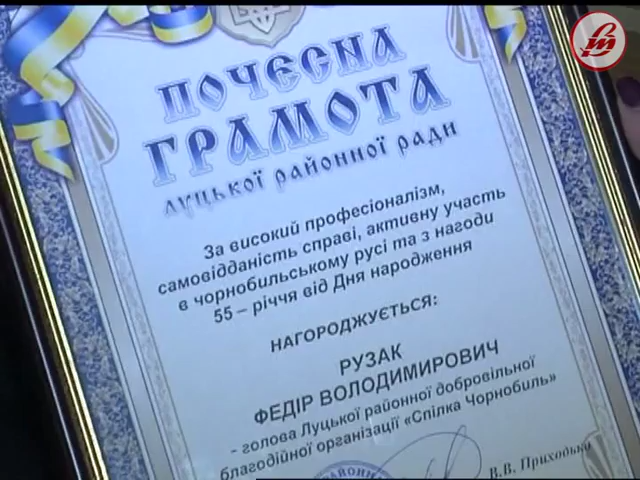 ПОЧЕСНА
ГРАМОТА
луцької районної ради
За високий професіоналізм,
самовідданість справі, активну участь
в чорнобильському русі та з нагоди
55 – річчя від Дня народження
НАГОРОДЖУЄТЬСЯ:
РУЗАК
ФЕДІР ВОЛОДИМИРОВИЧ
- голова Луцької районної добровільної
благодійної організації «Спілка Чорнобиль»
В.В. Приходько